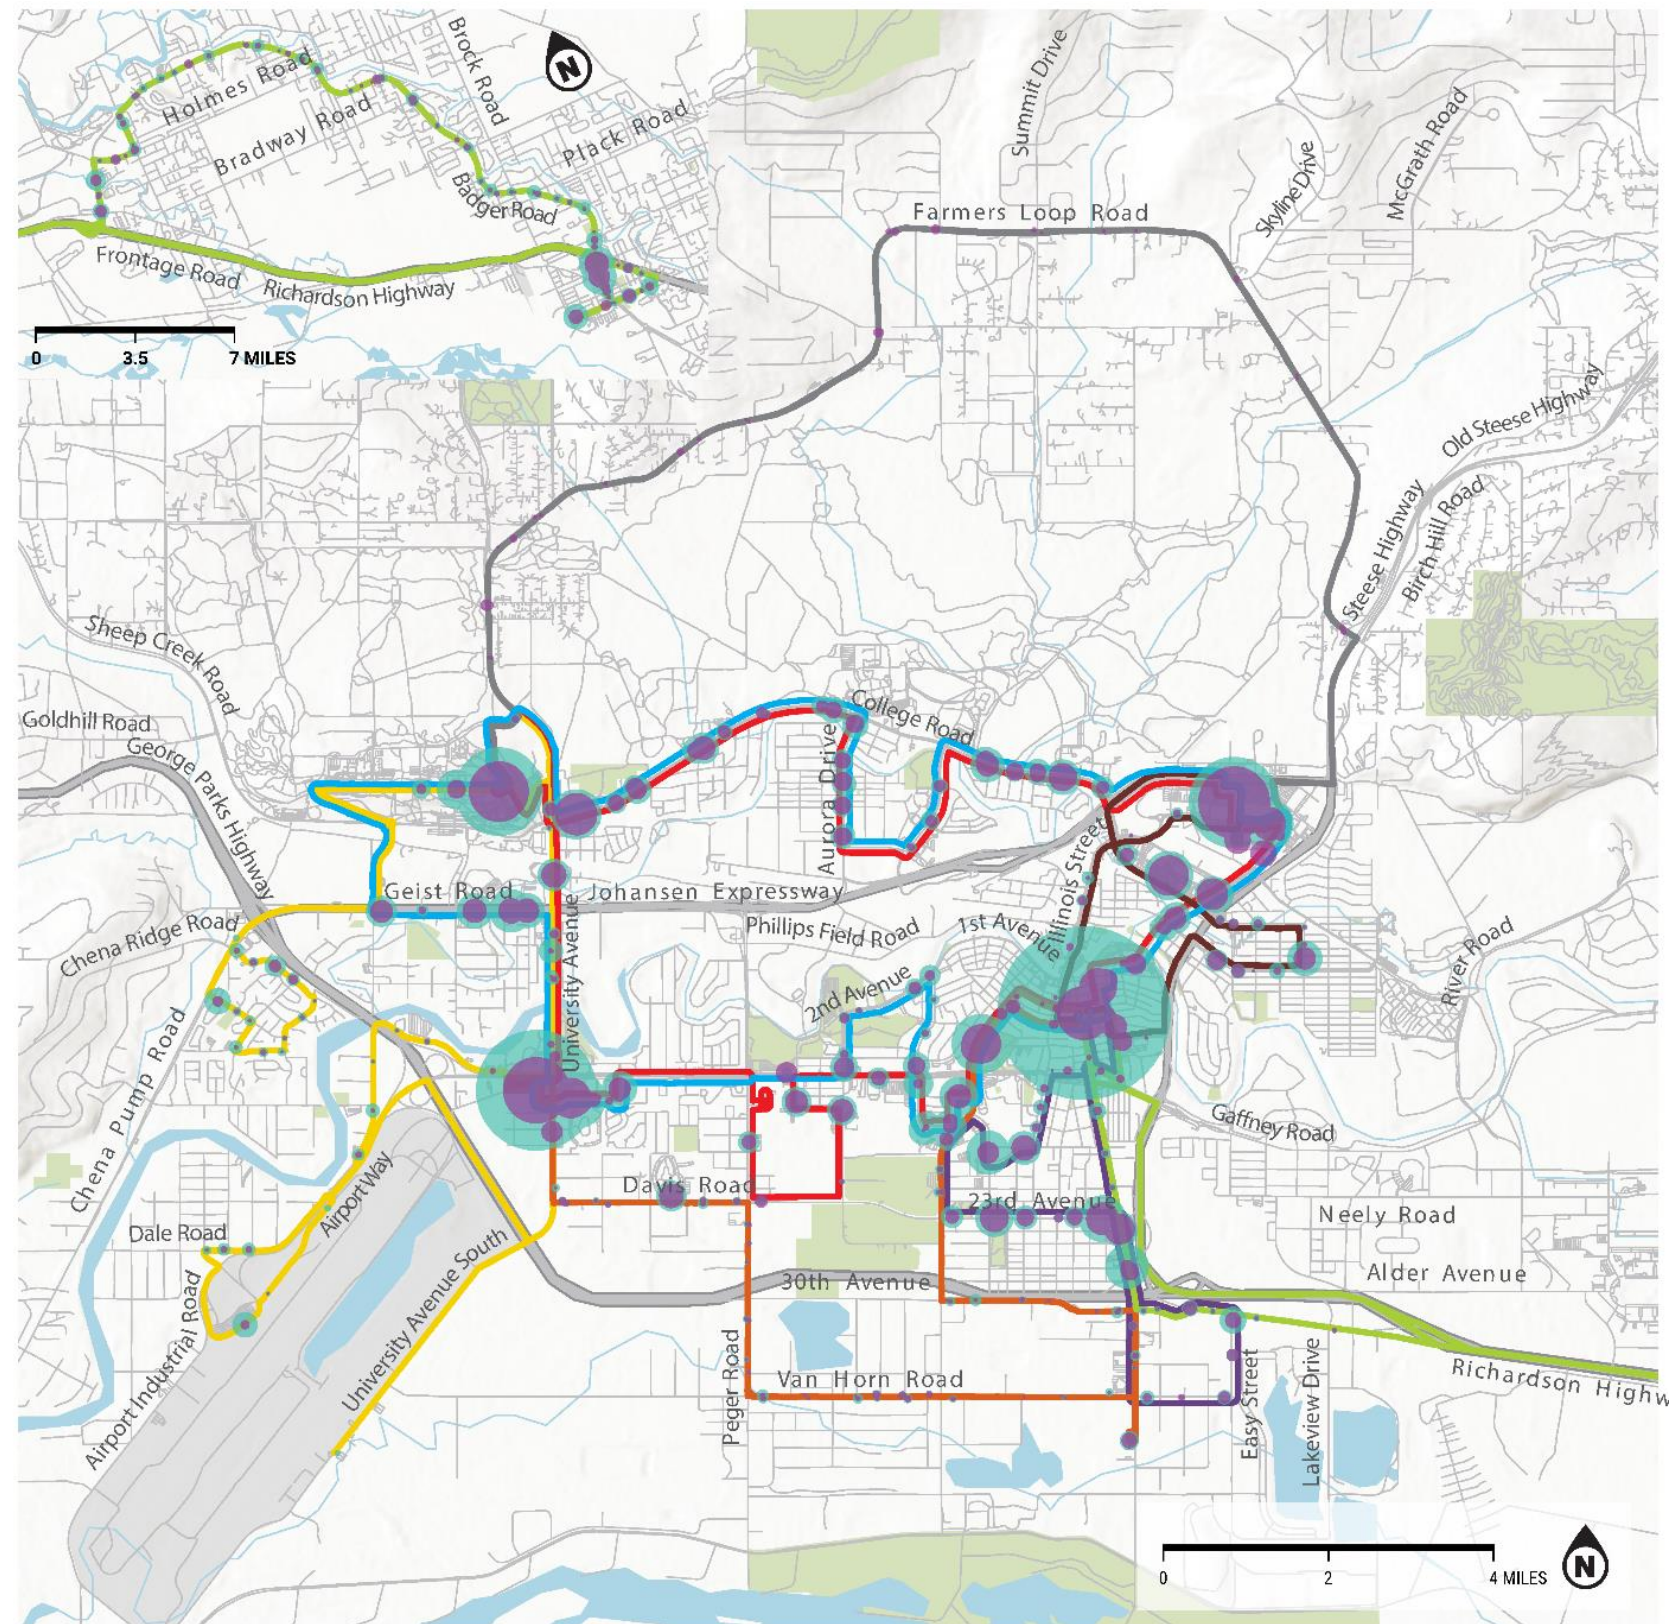 Brock Road
N
Holmes Road
Bradway Road
Plack Road
Badger Road
Frontage Road
Richardson Highway
0 3.5 7 MILES
Summit Drive
Skyline Drive
McGrath Road
Farmers Loop Road
Old Steese Highway
Steese Highway
Birch Hill Road
Sheep Creek Road
Goldhill Road
George Parks Highway
College Road
Aurora Drive
Illinois Street
Geist Road
Johansen Expressway
Phillips Field Road
1st Avenue
Chena Ridge Road
University Avenue
2nd Avenue
River Road
Chena Pump Road
Gaffney Road
Davis Road
23rd Avenue
Neely Road
Airport Way
Dale Road
University Avenue South
30th Avenue
Alder Avenue
Airport Industrial Road
Peger Road
Van Horn Road
Easy Street
Lakeview Drive
Richardson Highw
0 2 4 MILES
N